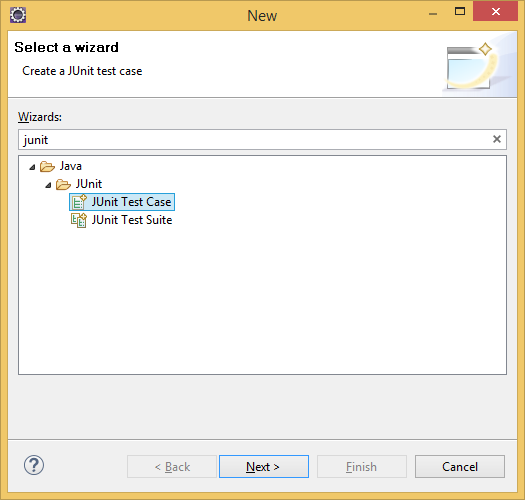 New
Select a wizard
Create a JUnit test case
Wizards:
junit
Java
JUnit
JUnit Test Case
JUnit Test Suite
? < Back Next > Finish Cancel